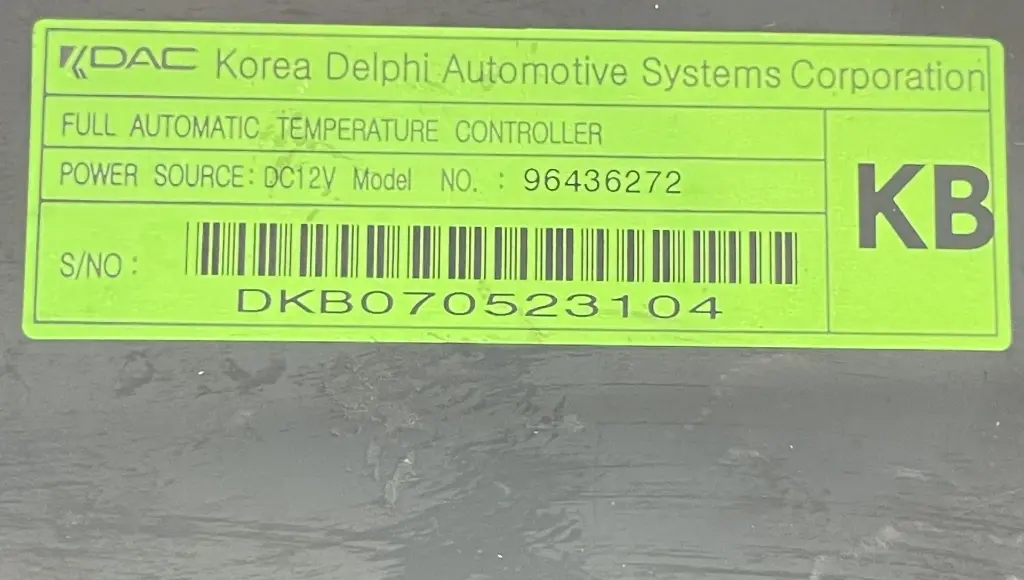 KDAC Korea Delphi Automotive Systems Corporation
FULL AUTOMATIC TEMPERATURE CONTROLLER
POWER SOURCE: DC12V Model NO. : 96436272
KB
S/NO :
DKB070523104